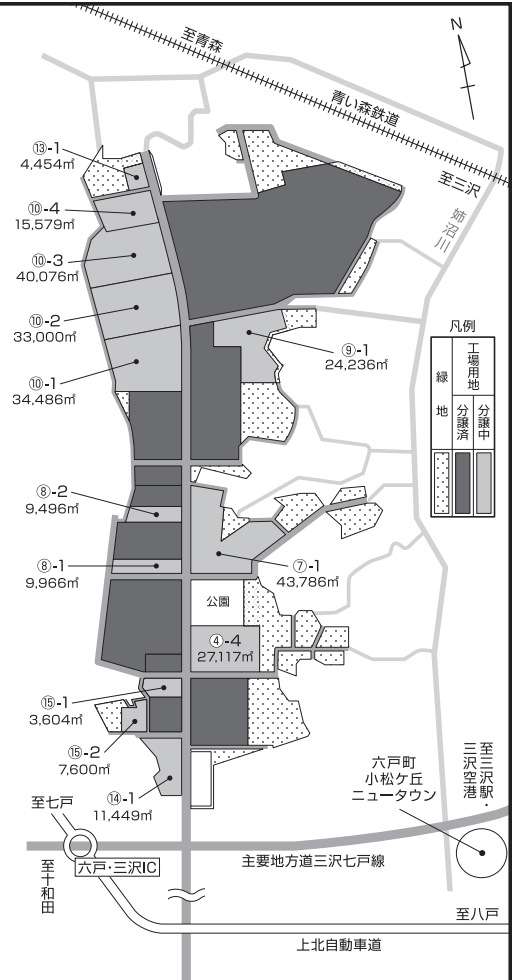 N
至青森
青い森鉄道
至三沢
姉沼川
⑬-1
4,454㎡
⑩-4
15,579㎡
⑩-3
40,076㎡
⑩-2
33,000㎡
⑩-1
34,486㎡
⑨-1
24,236㎡
凡例
緑地
工場用地
分譲済
分譲中
⑧-2
9,496㎡
⑧-1
9,966㎡
⑦-1
43,786㎡
公園
④-4
27,117㎡
⑮-1
3,604㎡
⑮-2
7,600㎡
⑭-1
11,449㎡
六戸町
小松ケ丘
ニュータウン
至三沢駅・
三沢空港
至七戸
至十和田
六戸・三沢IC
主要地方道三沢七戸線
至八戸
上北自動車道